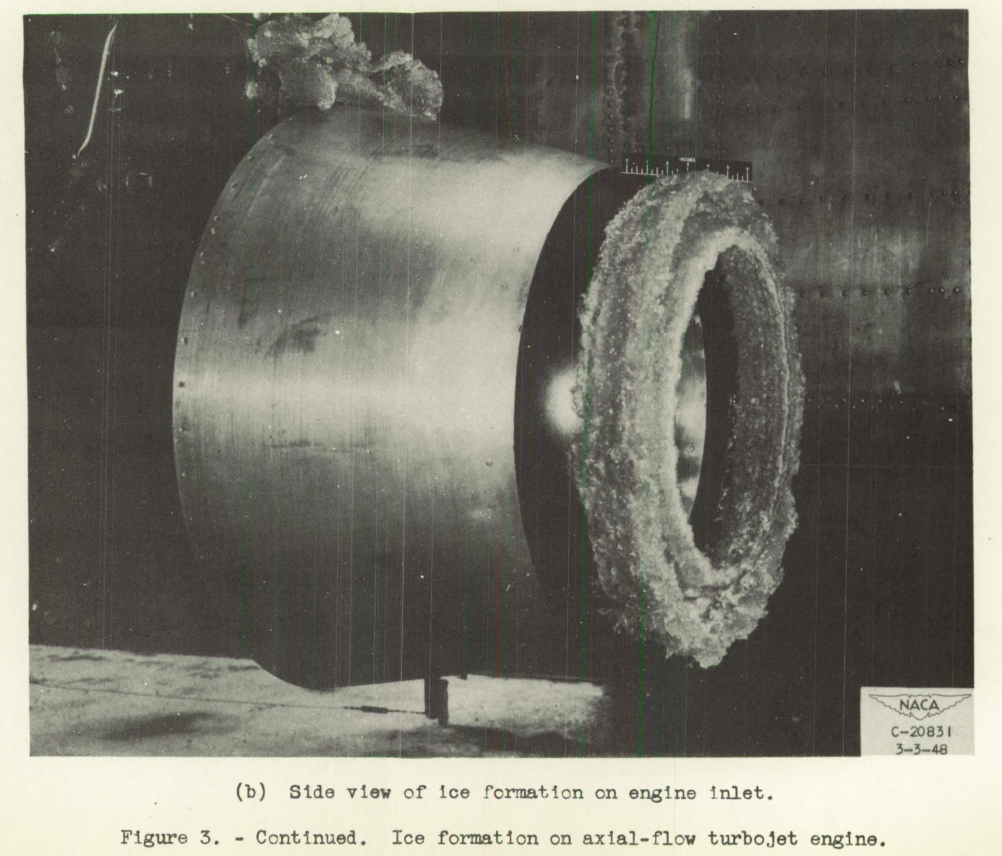 INCHES
NACA
C-20831
3-3-48
(b) Side view of ice formation on engine inlet.
Figure 3. - Continued. Ice formation on axial-flow turbojet engine.